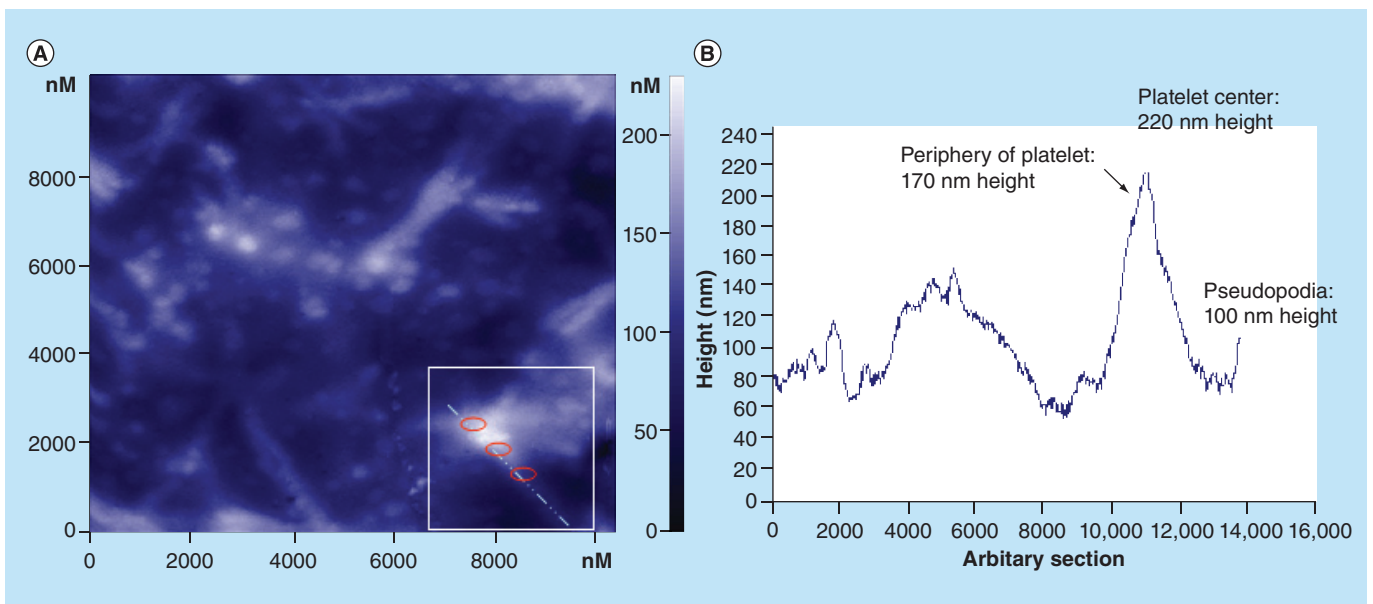 A
nM
8000
6000
4000
2000
0
0 2000 4000 6000 8000 nM
nM
200
150
100
50
0
B
Platelet center:
220 nm height
Periphery of platelet:
170 nm height
Pseudopodia:
100 nm height
Height (nm)
240
220
200
180
160
140
120
100
80
60
40
20
0
0 2000 4000 6000 8000 10,000 12,000 14,000 16,000
Arbitary section